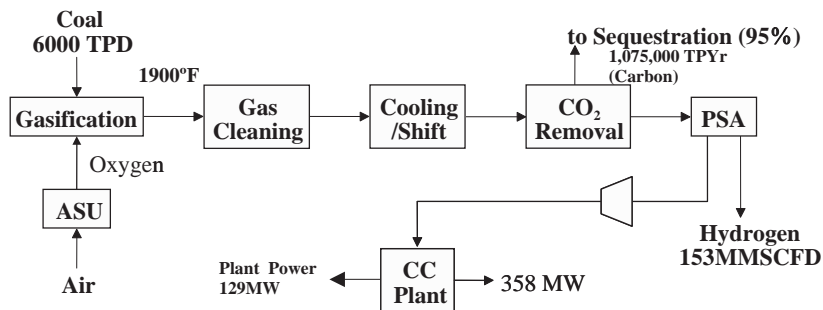 Coal
6000 TPD
to Sequestration (95%)
1,075,000 TPYr
(Carbon)
1900ºF
Gasification
Gas
Cleaning
Cooling
/Shift
CO₂
Removal
PSA
Oxygen
ASU
Air
Hydrogen
153MMSCFD
Plant Power
129MW
CC
Plant
358 MW